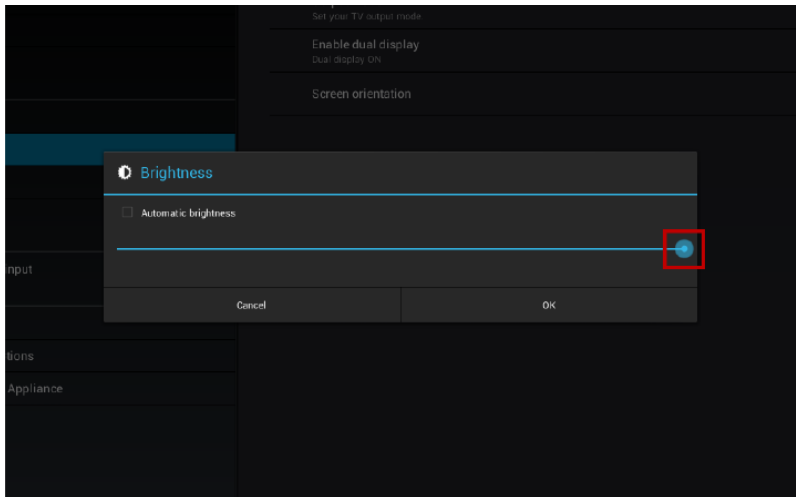 Set your TV output mode
Enable dual display
Dual display ON
Screen orientation
Brightness
Automatic brightness
input
Cancel
OK
tions
Appliance